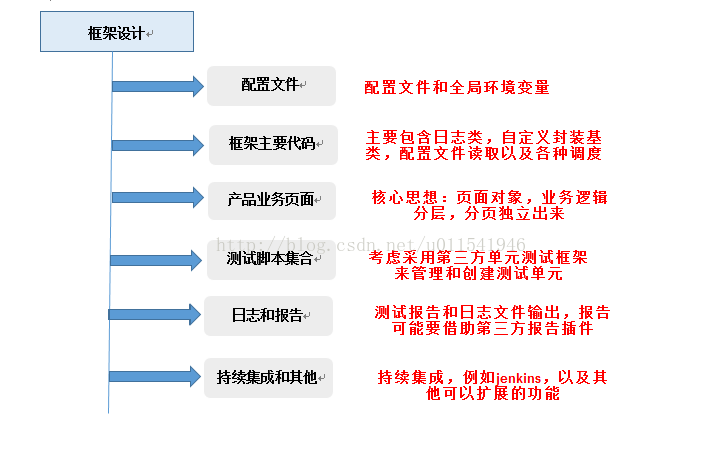 框架设计
配置文件
配置文件和全局环境变量
框架主要代码
主要包含日志类，自定义封装基
类，配置文件读取以及各种调度
产品业务页面
核心思想：页面对象，业务逻辑
分层，分页独立出来
http://blog.csdn.net/u011541946
测试脚本集合
考虑采用第三方单元测试框架
来管理和创建测试单元
日志和报告
测试报告和日志文件输出，报告
可能要借助第三方报告插件
持续集成和其他
持续集成，例如jenkins，以及其
他可以扩展的功能